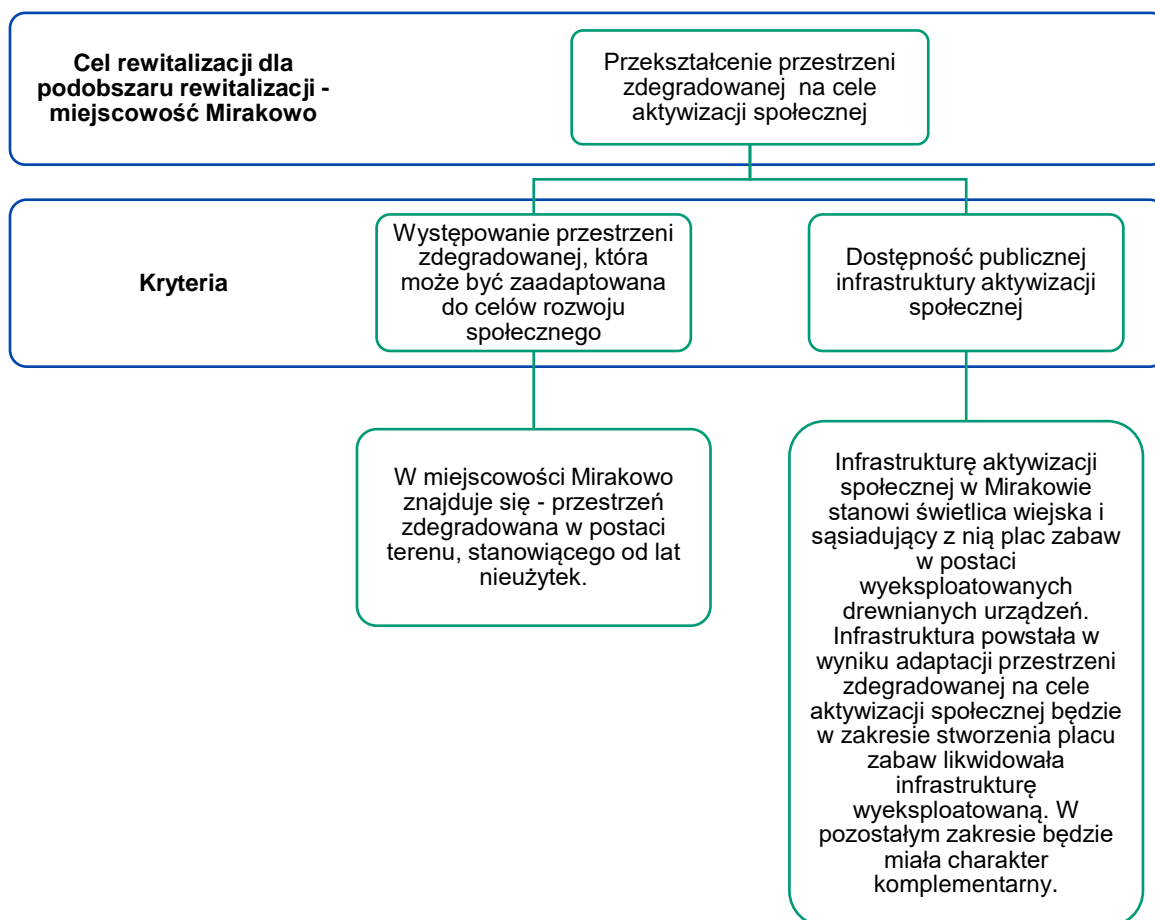 Cel rewitalizacji dla
podobszaru rewitalizacji -
miejscowość Mirakowo
Przekształcenie przestrzeni
zdegradowanej na cele
aktywizacji społecznej
Kryteria
Występowanie przestrzeni
zdegradowanej, która
może być zaadaptowana
do celów rozwoju
społecznego
Dostępność publicznej
infrastruktury aktywizacji
społecznej
W miejscowości Mirakowo
znajduje się - przestrzeń
zdegradowana w postaci
terenu, stanowiącego od lat
nieużytek.
Infrastrukturę aktywizacji
społecznej w Mirakowie
stanowi świetlica wiejska i
sąsiadujący z nią plac zabaw
w postaci
wyeksploatowanych
drewnianych urządzeń.
Infrastruktura powstała w
wyniku adaptacji przestrzeni
zdegradowanej na cele
aktywizacji społecznej będzie
w zakresie stworzenia placu
zabaw likwidowała
infrastrukturę
wyeksploatowaną. W
pozostałym zakresie będzie
miała charakter
komplementarny.